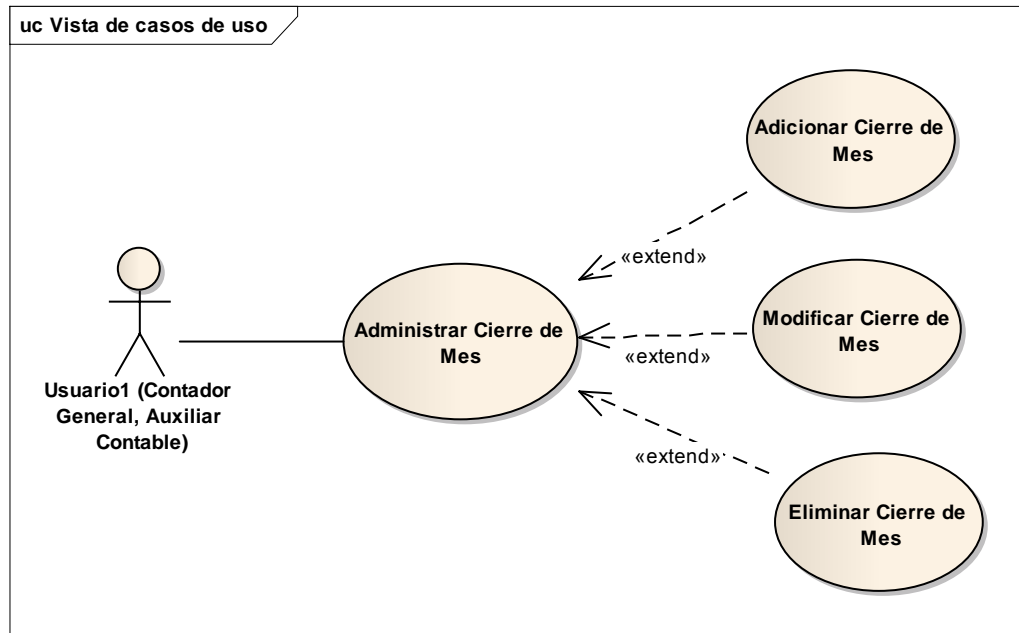 uc Vista de casos de uso
Adicionar Cierre de
Mes
«extend»
Administrar Cierre de
Mes
Modificar Cierre de
Mes
«extend»
Usuario1 (Contador
General, Auxiliar
Contable)
«extend»
Eliminar Cierre de
Mes